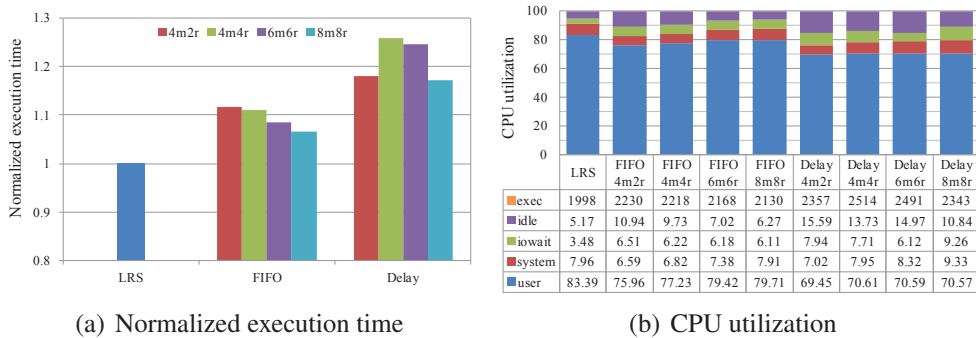 1.3
1.2
1.1
1
0.9
0.8
Normalized execution time
4m2r 4m4r 6m6r 8m8r
LRS FIFO Delay
(a) Normalized execution time
100
80
60
40
20
0
CPU utilization
LRS FIFO 4m2r FIFO 4m4r FIFO 6m6r FIFO 8m8r Delay 4m2r Delay 4m4r Delay 6m6r Delay 8m8r
exec 1998 2230 2218 2168 2130 2357 2514 2491 2343
idle 5.17 10.94 9.73 7.02 6.27 15.59 13.73 14.97 10.84
iowait 3.48 6.51 6.22 6.18 6.11 7.94 7.71 6.12 9.26
system 7.96 6.59 6.82 7.38 7.91 7.02 7.95 8.32 9.33
user 83.39 75.96 77.23 79.42 79.71 69.45 70.61 70.59 70.57
(b) CPU utilization